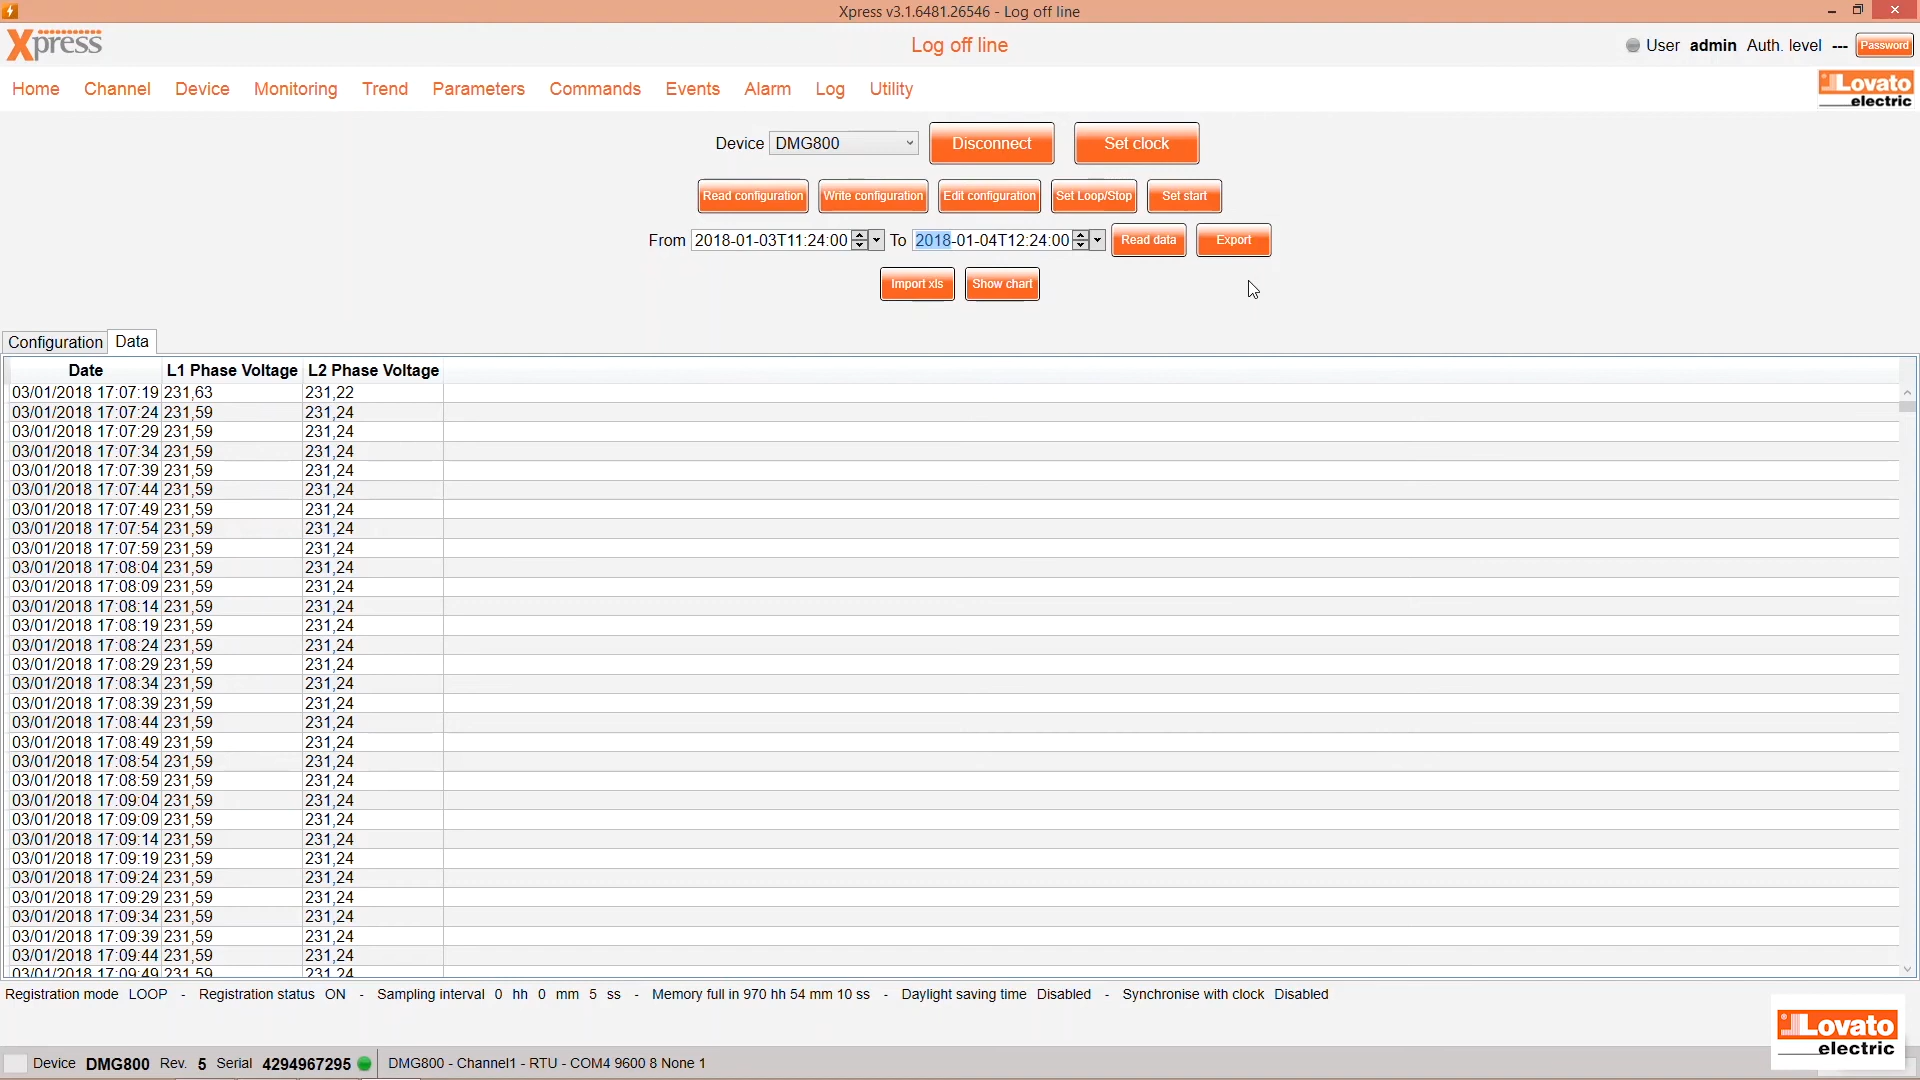 Xpress v3.1.6481.26546 - Log off line
Xpress
Log off line
User admin Auth. level --- Password
Home Channel Device Monitoring Trend Parameters Commands Events Alarm Log Utility
Lovato electric
Device DMG800 Disconnect Set clock
Read configuration Write configuration Edit configuration Set Loop/Stop Set start
From 2018-01-03T11:24:00 To 2018-01-04T12:24:00 Read data Export
Import xls Show chart
Configuration Data
Date L1 Phase Voltage L2 Phase Voltage
03/01/2018 17:07:19 231,63 231,22
03/01/2018 17:07:24 231,59 231,24
03/01/2018 17:07:29 231,59 231,24
03/01/2018 17:07:34 231,59 231,24
03/01/2018 17:07:39 231,59 231,24
03/01/2018 17:07:44 231,59 231,24
03/01/2018 17:07:49 231,59 231,24
03/01/2018 17:07:54 231,59 231,24
03/01/2018 17:07:59 231,59 231,24
03/01/2018 17:08:04 231,59 231,24
03/01/2018 17:08:09 231,59 231,24
03/01/2018 17:08:14 231,59 231,24
03/01/2018 17:08:19 231,59 231,24
03/01/2018 17:08:24 231,59 231,24
03/01/2018 17:08:29 231,59 231,24
03/01/2018 17:08:34 231,59 231,24
03/01/2018 17:08:39 231,59 231,24
03/01/2018 17:08:44 231,59 231,24
03/01/2018 17:08:49 231,59 231,24
03/01/2018 17:08:54 231,59 231,24
03/01/2018 17:08:59 231,59 231,24
03/01/2018 17:09:04 231,59 231,24
03/01/2018 17:09:09 231,59 231,24
03/01/2018 17:09:14 231,59 231,24
03/01/2018 17:09:19 231,59 231,24
03/01/2018 17:09:24 231,59 231,24
03/01/2018 17:09:29 231,59 231,24
03/01/2018 17:09:34 231,59 231,24
03/01/2018 17:09:39 231,59 231,24
03/01/2018 17:09:44 231,59 231,24
03/01/2018 17:09:49 231,59 231,24
Registration mode LOOP - Registration status ON - Sampling interval 0 hh 0 mm 5 ss - Memory full in 970 hh 54 mm 10 ss - Daylight saving time Disabled - Synchronise with clock Disabled
Lovato electric
Device DMG800 Rev. 5 Serial 4294967295 DMG800 - Channel1 - RTU - COM4 9600 8 None 1